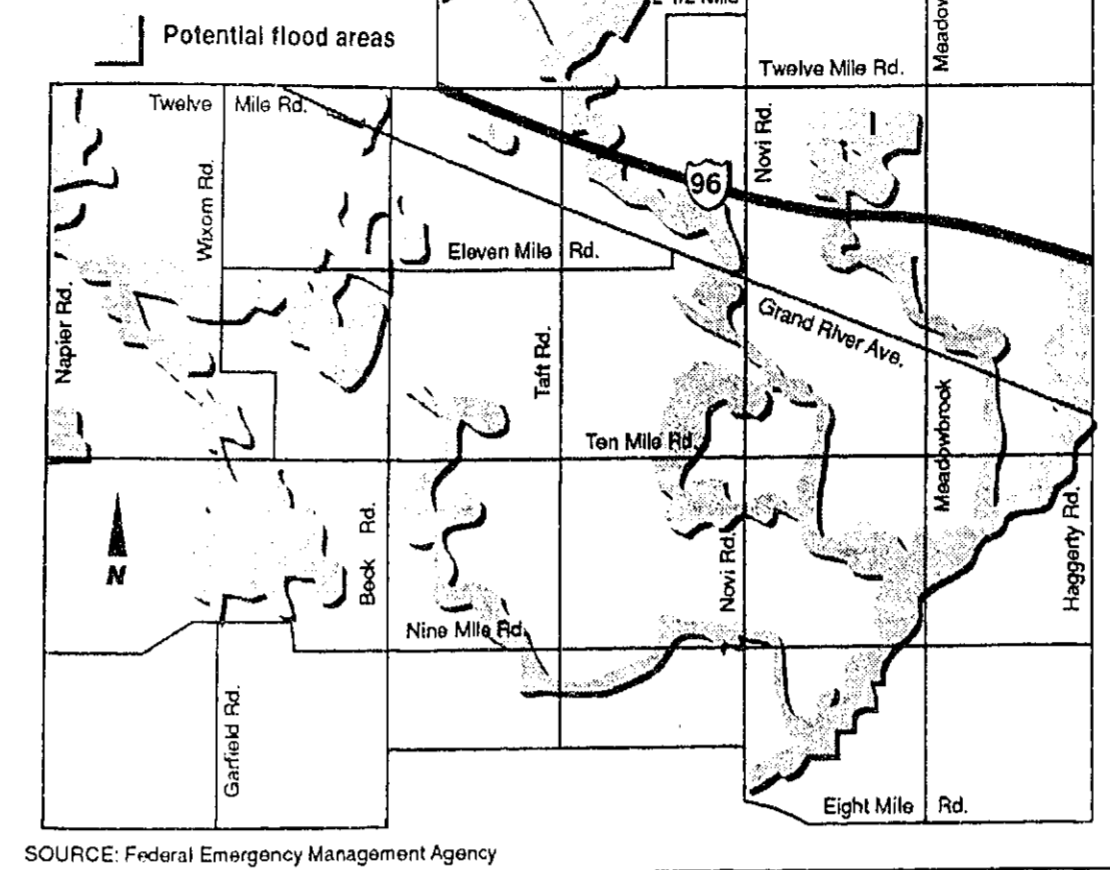 Potential flood areas
Meadow
Twelve Mile Rd.
Twelve Mile Rd.
Novi Rd.
96
Wixom Rd.
Eleven Mile Rd.
Napier Rd.
Grand River Ave.
Taft Rd.
Ten Mile Rd.
Meadowbrook
Beck Rd.
Novi Rd.
Haggerty Rd.
N
Nine Mile Rd.
Garfield Rd.
Eight Mile Rd.
SOURCE: Federal Emergency Management Agency